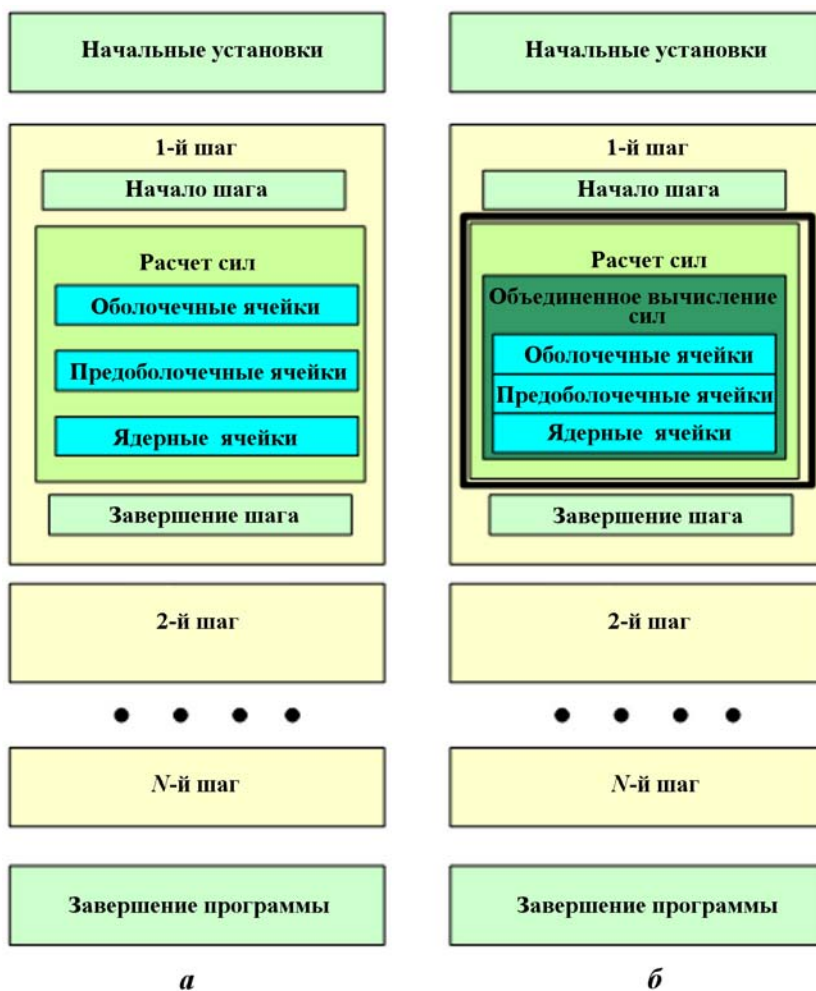 Начальные установки
1-й шаг
Начало шага
Расчет сил
Оболочечные ячейки
Предоболочечные ячейки
Ядерные ячейки
Завершение шага
2-й шаг
N-й шаг
Завершение программы
а
Начальные установки
1-й шаг
Начало шага
Расчет сил
Объединенное вычисление
сил
Оболочечные ячейки
Предоболочечные ячейки
Ядерные ячейки
Завершение шага
2-й шаг
N-й шаг
Завершение программы
б